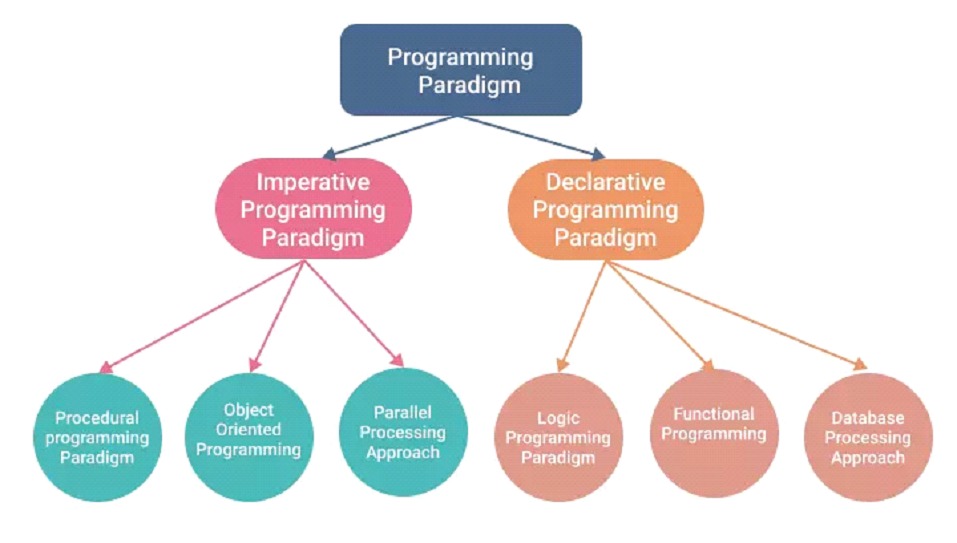 Programming
Paradigm
Imperative
Programming
Paradigm
Declarative
Programming
Paradigm
Procedural
programming
Paradigm
Object
Oriented
Programming
Parallel
Processing
Approach
Logic
Programming
Paradigm
Functional
Programming
Database
Processing
Approach